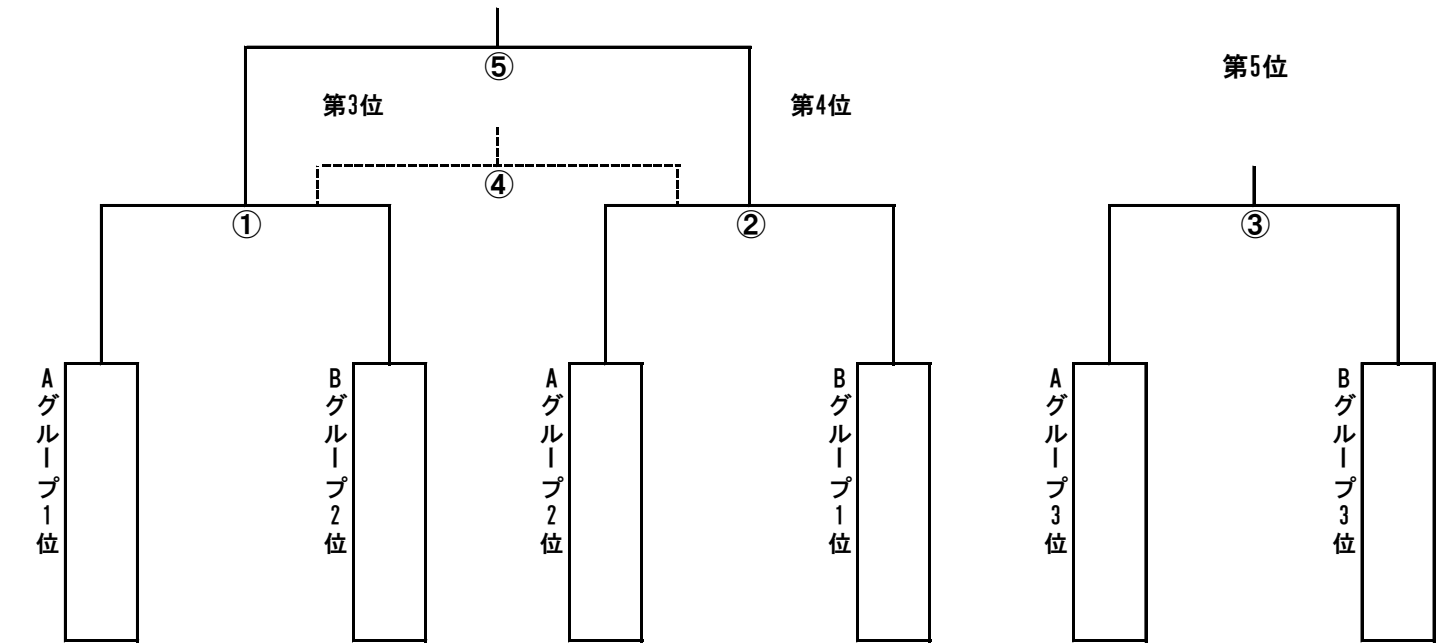 ⑤
第5位
第3位
第4位
④
①
②
③
Aグループ1位
Bグループ2位
Aグループ2位
Bグループ1位
Aグループ3位
Bグループ3位